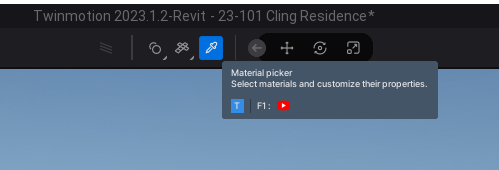 Twinmotion 2023.1.2-Revit - 23-101 Cling Residence*
Material picker
Select materials and customize their properties.
T F1: